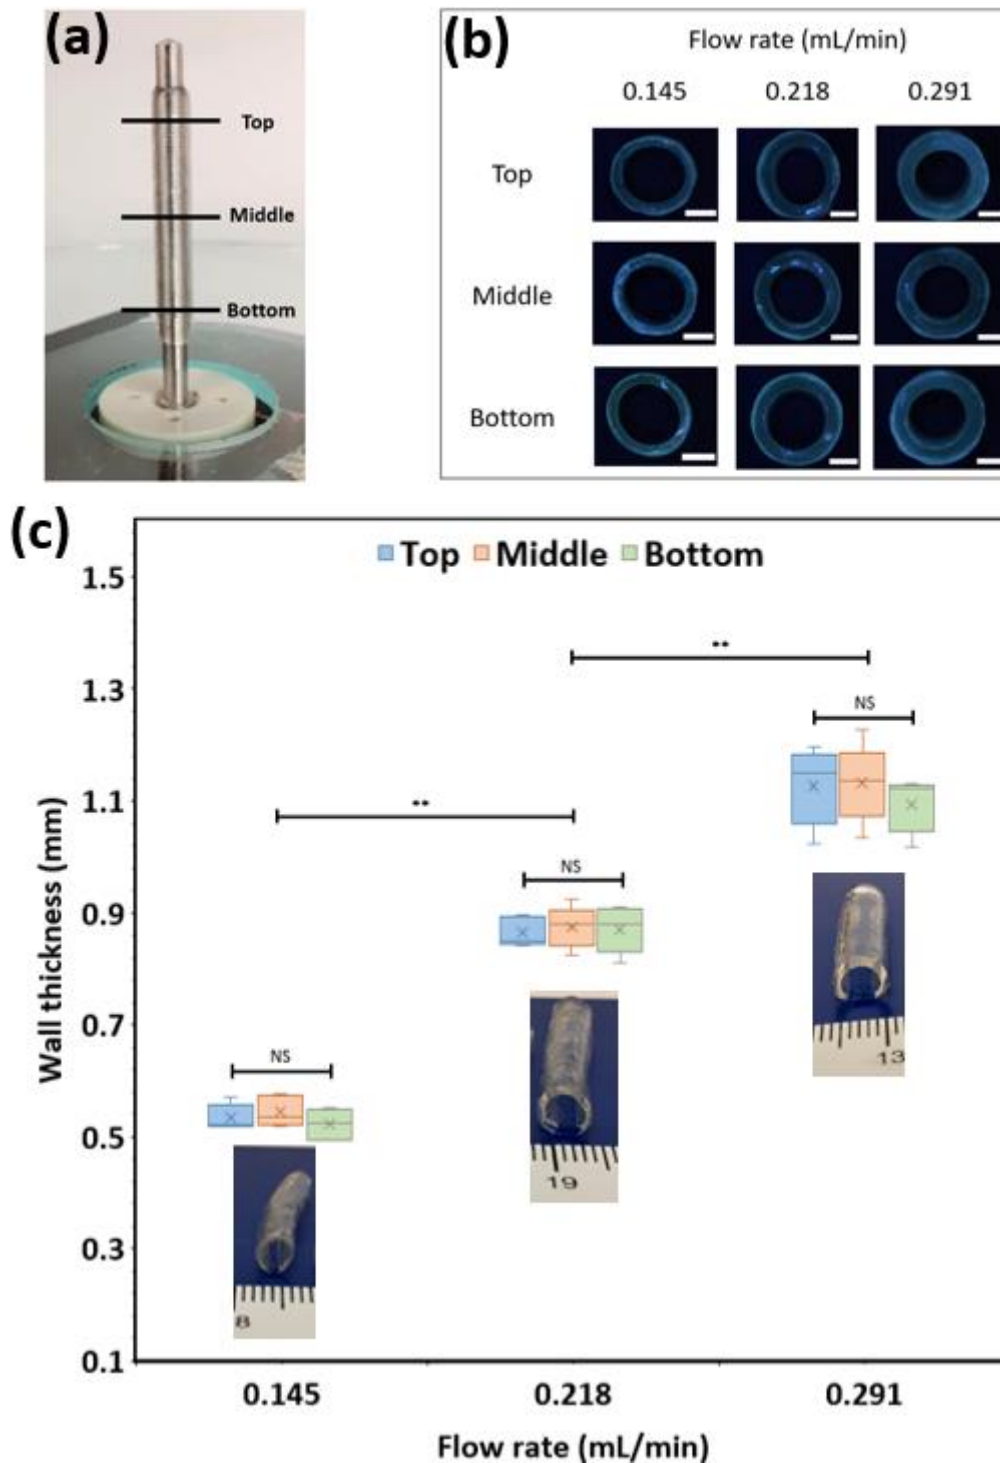 (a)
Top
Middle
Bottom
(b)
Flow rate (mL/min)
0.145 0.218 0.291
Top
Middle
Bottom
(c)
Top Middle Bottom
1.5
1.3
1.1
0.9
0.7
0.5
0.3
0.1
Wall thickness (mm)
**
NS
**
NS
NS
13
19
8
0.145 0.218 0.291
Flow rate (mL/min)